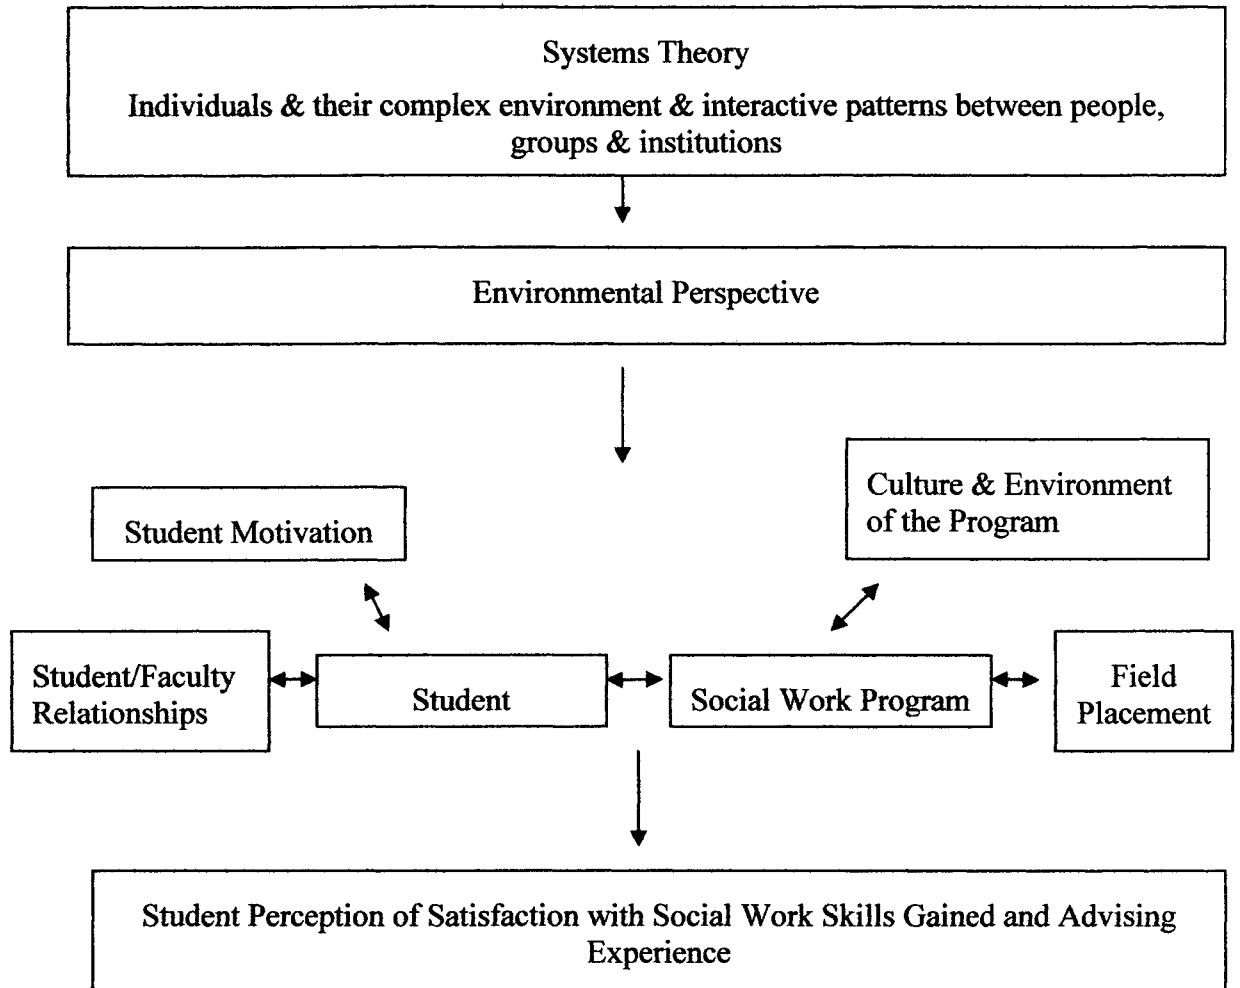 Systems Theory
Individuals & their complex environment & interactive patterns between people,
groups & institutions
Environmental Perspective
Culture & Environment
of the Program
Student Motivation
Student/Faculty
Relationships
Student
Social Work Program
Field
Placement
Student Perception of Satisfaction with Social Work Skills Gained and Advising
Experience